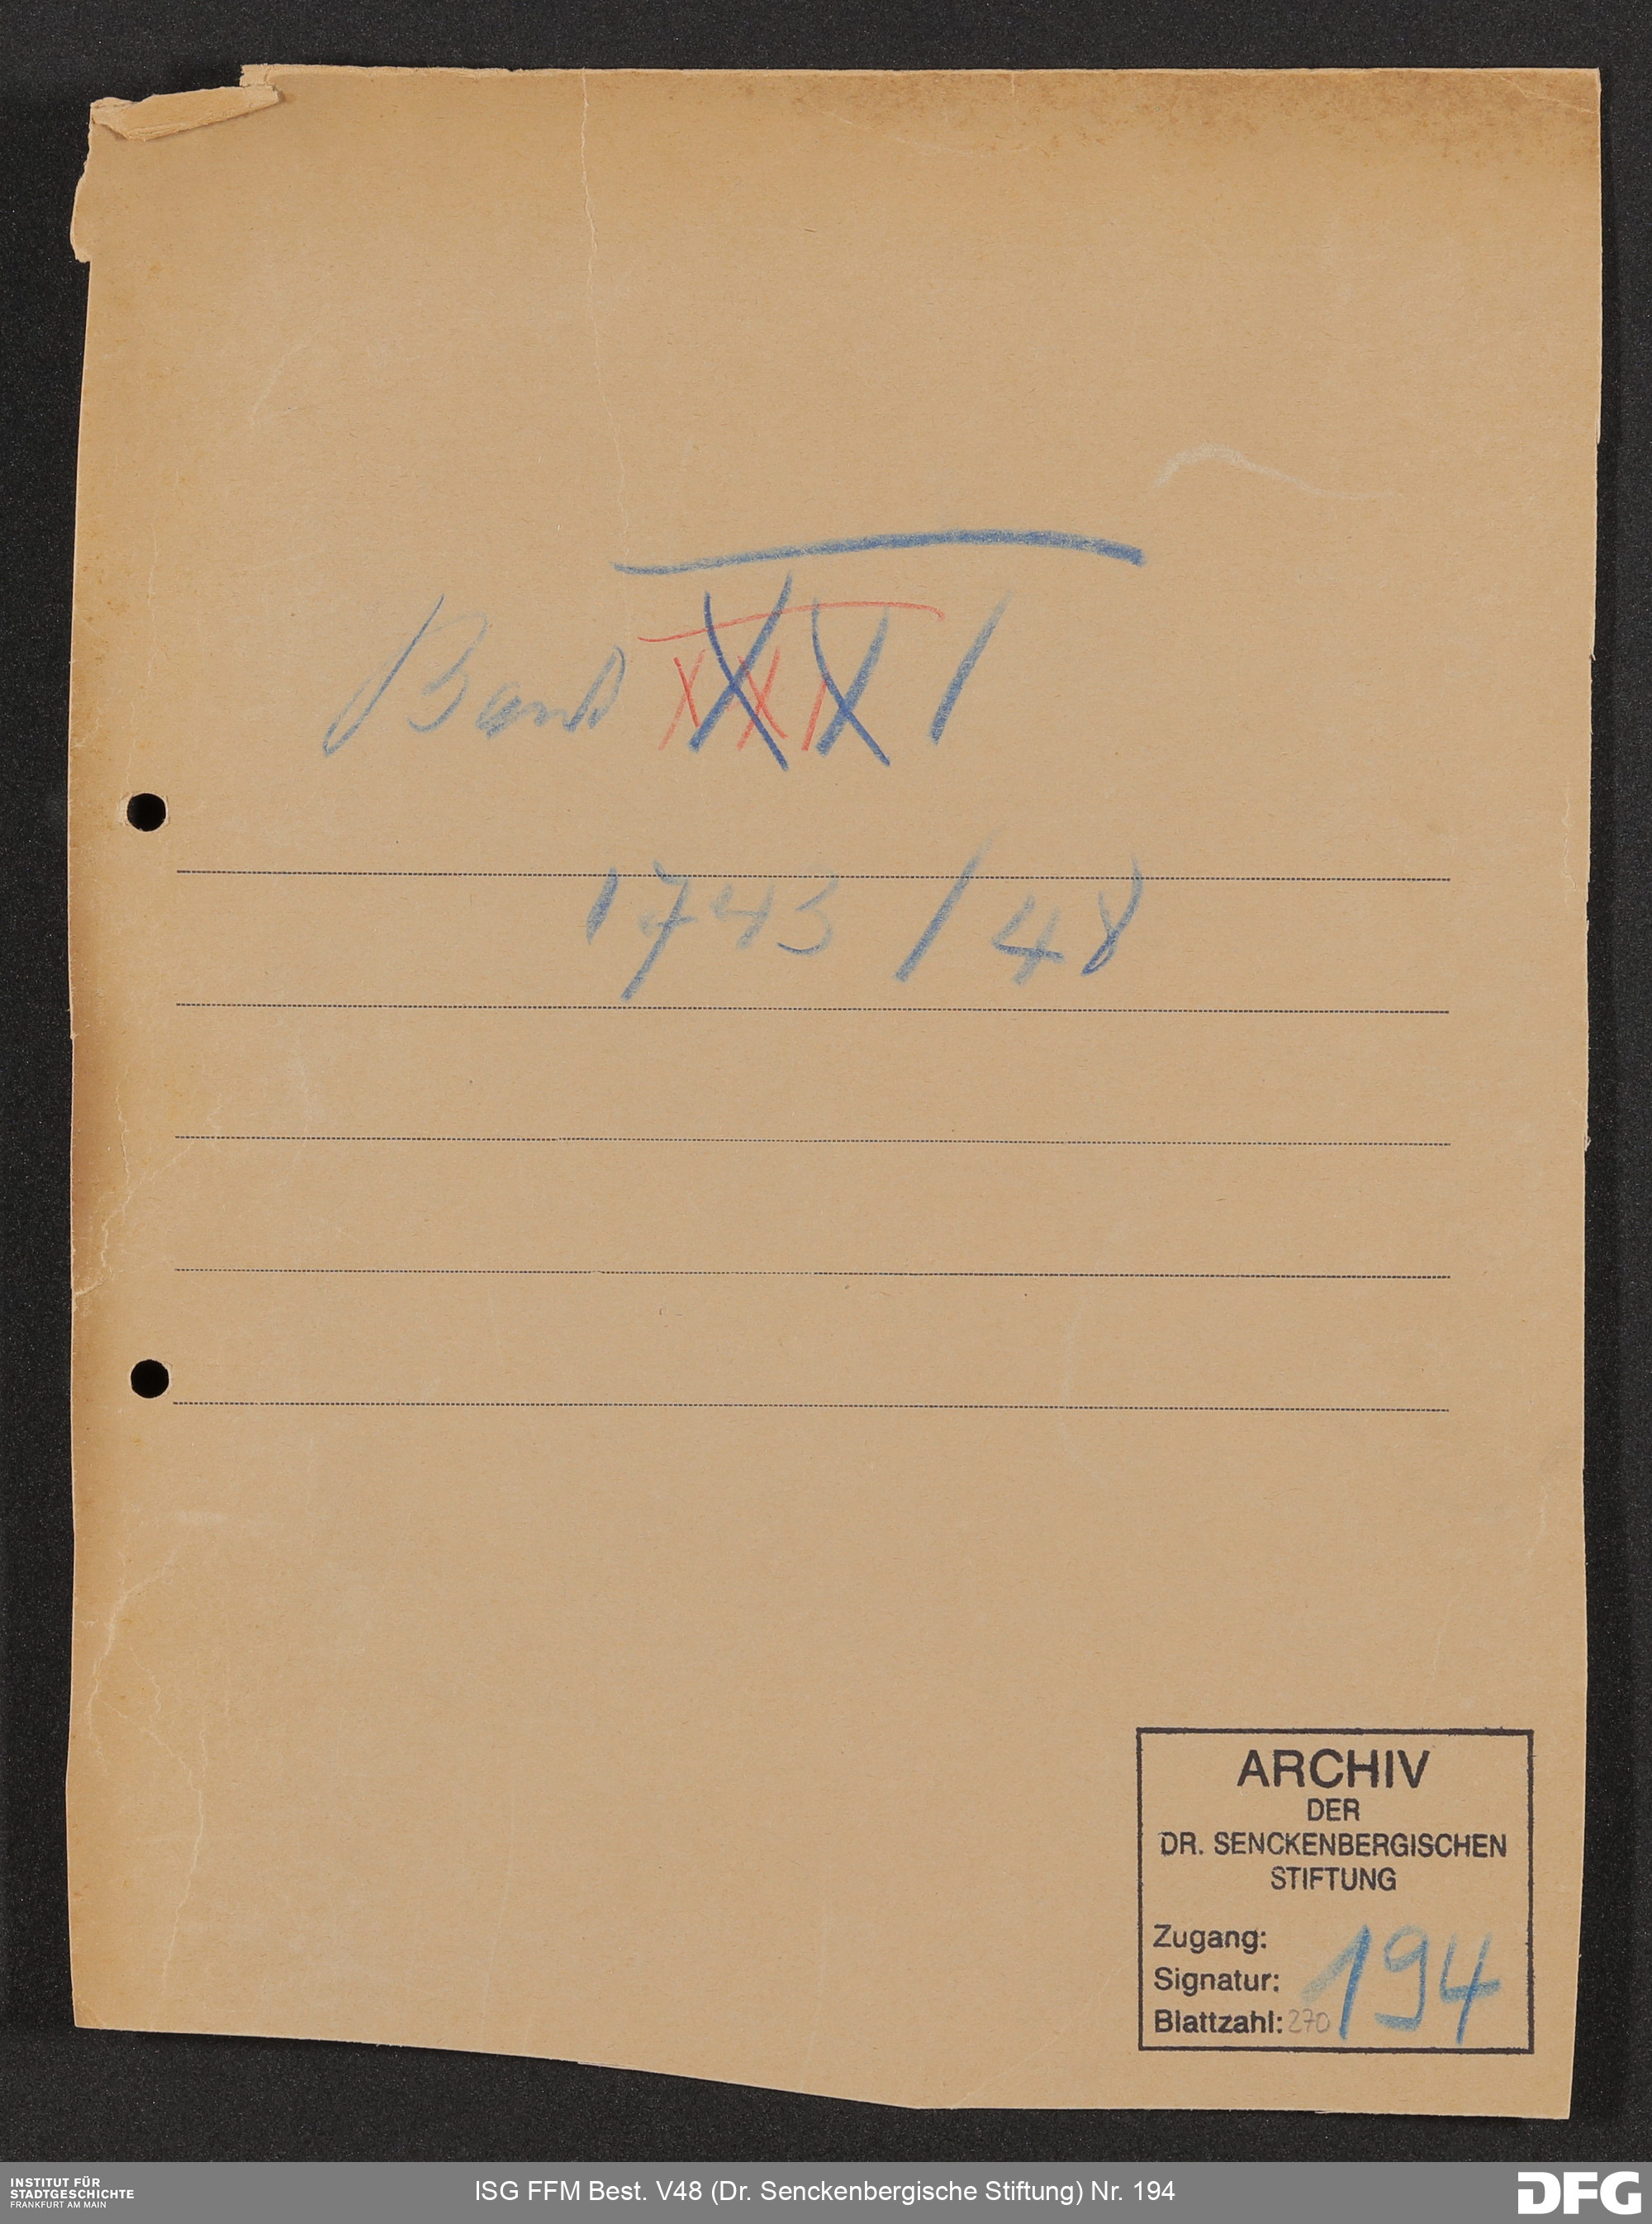 Band XXI
1743/48
ARCHIV
DER
DR. SENCKENBERGISCHEN
STIFTUNG
Zugang:
Signatur: 194
Blattzahl: 270
INSTITUT FÜR
STADTGESCHICHTE
FRANKFURT AM MAIN
ISG FFM Best. V48 (Dr. Senckenbergische Stiftung) Nr. 194
DFG